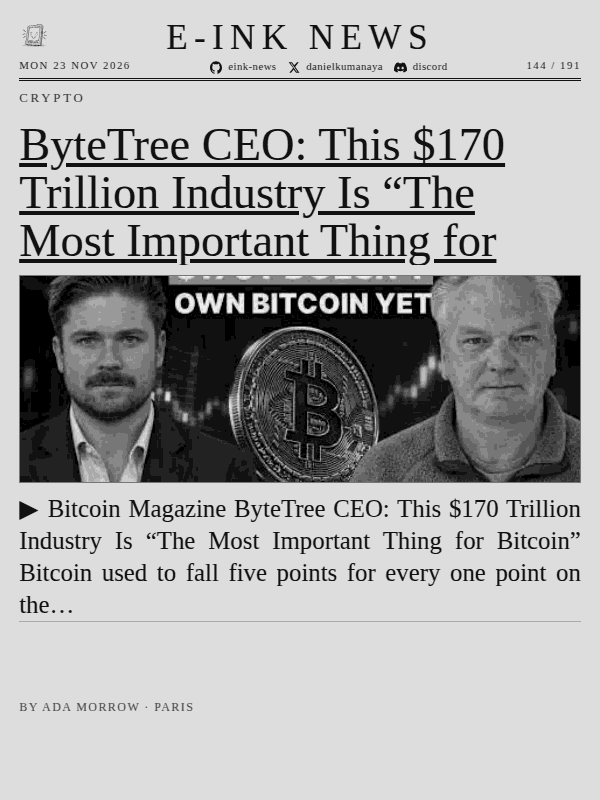 E-INK NEWS
MON 23 NOV 2026
eink-news danielkumanaya discord
144 / 191
CRYPTO
ByteTree CEO: This $170
Trillion Industry Is “The
Most Important Thing for
OWN BITCOIN YET
▶ Bitcoin Magazine ByteTree CEO: This $170 Trillion
Industry Is “The Most Important Thing for Bitcoin”
Bitcoin used to fall five points for every one point on
the…
BY ADA MORROW · PARIS